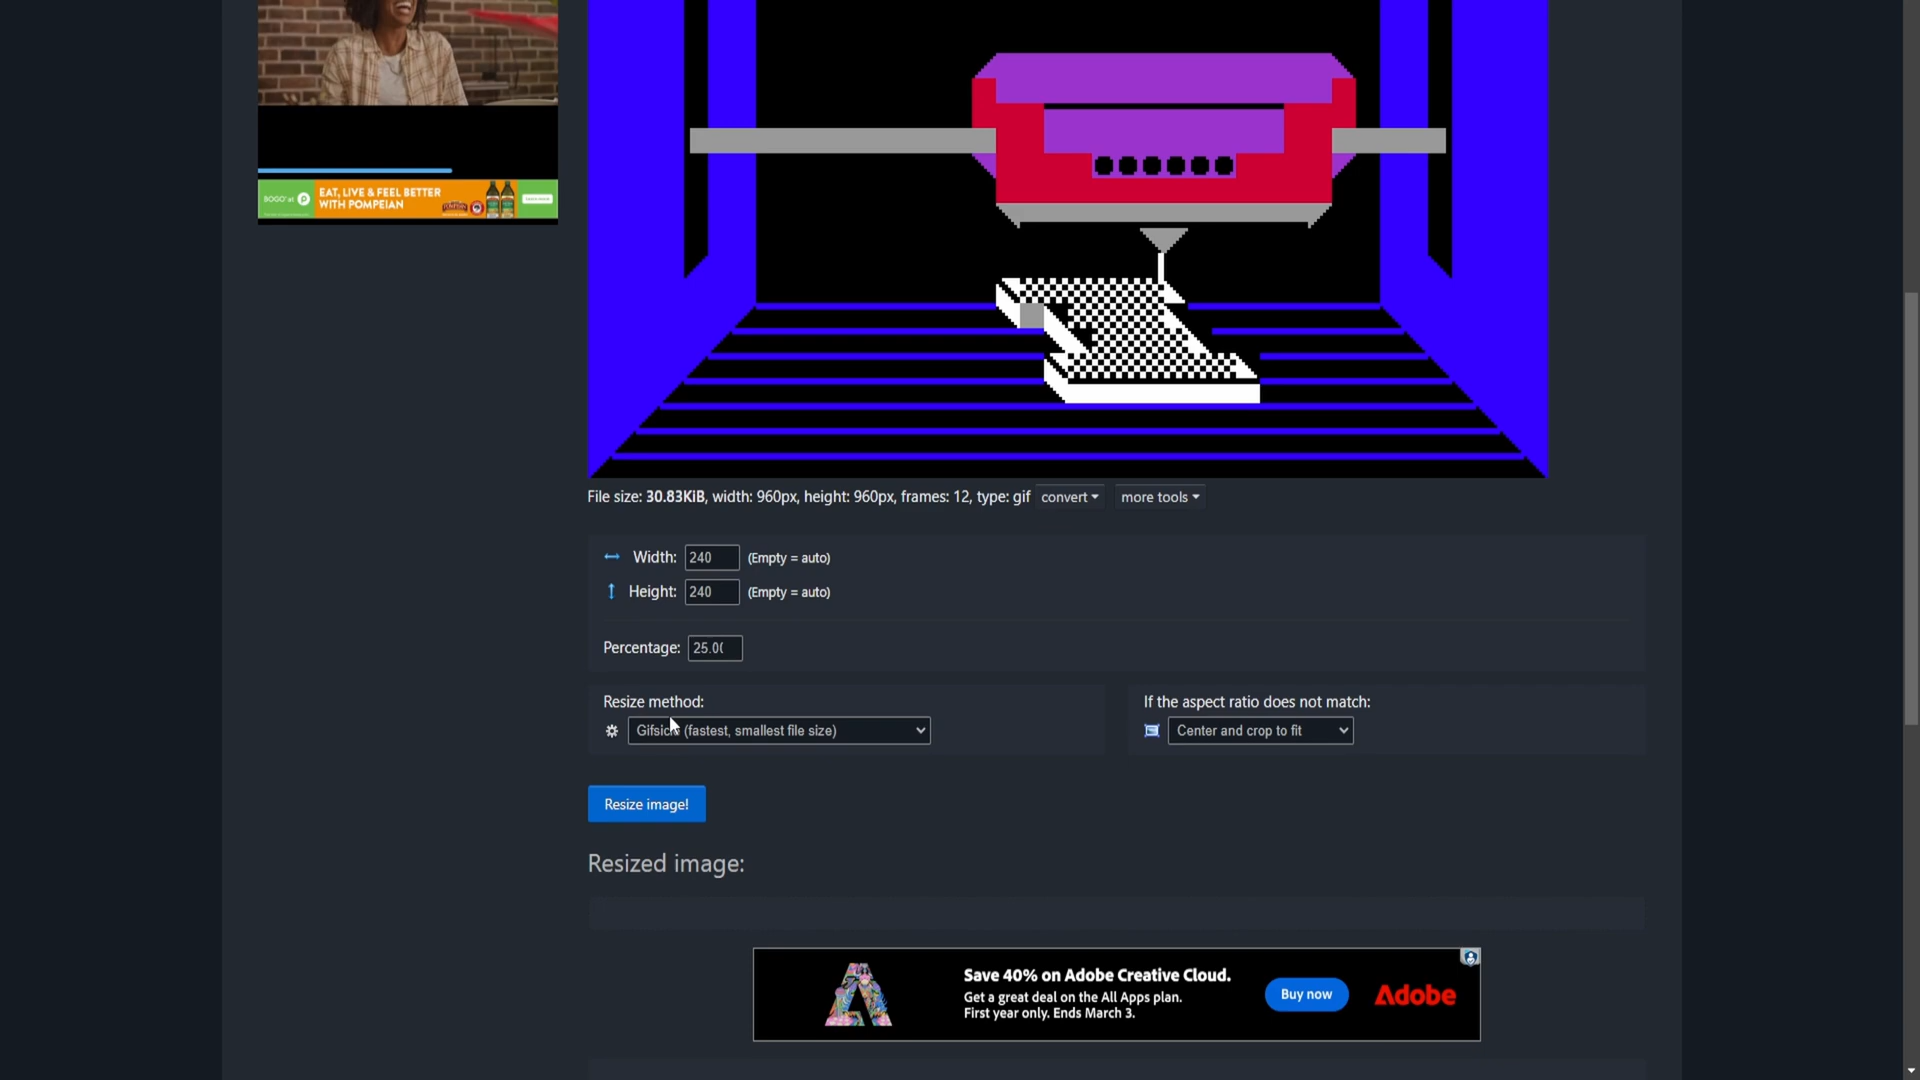 BOGO* at P
EAT, LIVE & FEEL BETTER
WITH POMPEIAN
File size: 30.83KiB, width: 960px, height: 960px, frames: 12, type: gif convert more tools
Width: 240 (Empty = auto)
Height: 240 (Empty = auto)
Percentage: 25.0(
Resize method:
If the aspect ratio does not match:
Gifsicle (fastest, smallest file size)
Center and crop to fit
Resize image!
Resized image:
Save 40% on Adobe Creative Cloud.
Get a great deal on the All Apps plan.
First year only. Ends March 3.
Buy now
Adobe